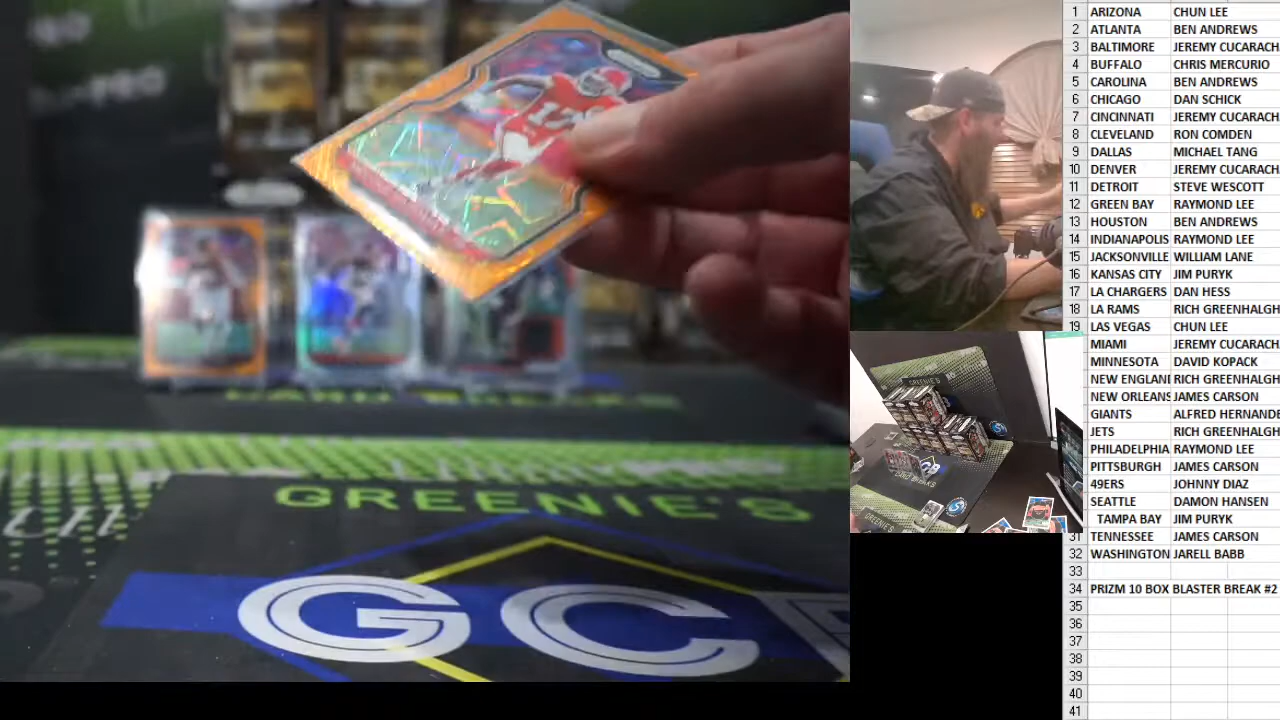 GREENIE'S
GC
1 ARIZONA CHUN LEE
2 ATLANTA BEN ANDREWS
3 BALTIMORE JEREMY CUCARACH
4 BUFFALO CHRIS MERCURIO
5 CAROLINA BEN ANDREWS
6 CHICAGO DAN SCHICK
7 CINCINNATI JEREMY CUCARACH
8 CLEVELAND RON COMDEN
9 DALLAS MICHAEL TANG
10 DENVER JEREMY CUCARACH
11 DETROIT STEVE WESCOTT
12 GREEN BAY RAYMOND LEE
13 HOUSTON BEN ANDREWS
14 INDIANAPOLIS RAYMOND LEE
15 JACKSONVILLE WILLIAM LANE
16 KANSAS CITY JIM PURYK
17 LA CHARGERS DAN HESS
18 LA RAMS RICH GREENHALGH
19 LAS VEGAS CHUN LEE
MIAMI JEREMY CUCARACH
MINNESOTA DAVID KOPACK
NEW ENGLAND RICH GREENHALGH
NEW ORLEANS JAMES CARSON
GIANTS ALFRED HERNANDE
JETS RICH GREENHALGH
PHILADELPHIA RAYMOND LEE
PITTSBURGH JAMES CARSON
49ERS JOHNNY DIAZ
SEATTLE DAMON HANSEN
TAMPA BAY JIM PURYK
31 TENNESSEE JAMES CARSON
32 WASHINGTON JARELL BABB
33
34 PRIZM 10 BOX BLASTER BREAK #2
35
36
37
38
39
40
41